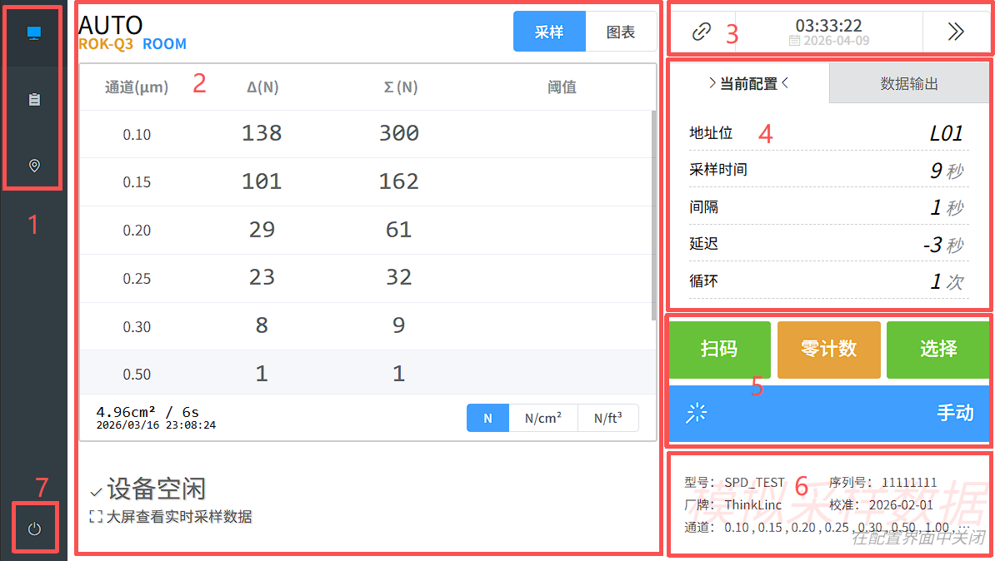 1
7
AUTO
ROK-Q3 ROOM
采样 图表
通道(μm) 2 Δ(N) Σ(N) 阈值
0.10 138 300
0.15 101 162
0.20 29 61
0.25 23 32
0.30 8 9
0.50 1 1
4.96cm² / 6s
2026/03/16 23:08:24
N N/cm² N/ft³
设备空闲
大屏查看实时采样数据
3 03:33:22
2026-04-09
当前配置 数据输出
地址位 4 L01
采样时间 9 秒
间隔 1 秒
延迟 -3 秒
循环 1 次
扫码 零计数 选择
5
手动
型号: SPD_TEST 6 序列号: 11111111
厂牌: ThinkLinc 校准: 2026-02-01
通道: 0.10 , 0.15 , 0.20 , 0.25 , 0.30 , 0.50 , 1.00 , ···
模拟采样数据
在配置界面中关闭